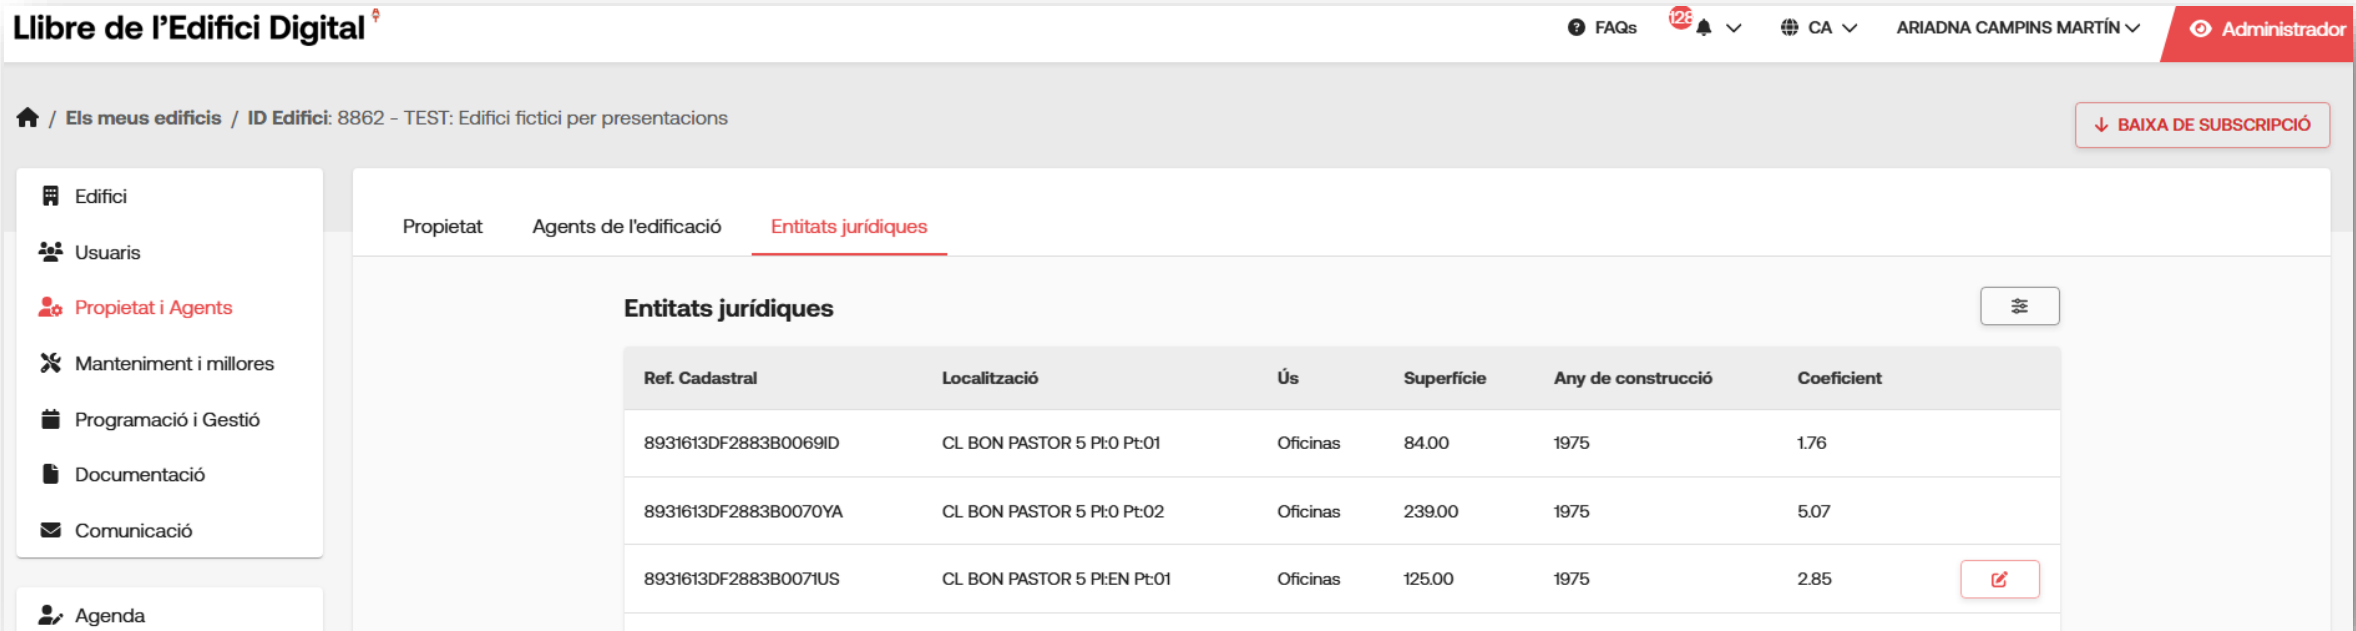 Llibre de l'Edifici Digital
FAQs
128
CA
ARIADNA CAMPINS MARTÍN
Administrador
/ Els meus edificis / ID Edifici: 8862 - TEST: Edifici fictici per presentacions
BAIXA DE SUBSCRIPCIÓ
Edifici
Usuaris
Propietat i Agents
Manteniment i millores
Programació i Gestió
Documentació
Comunicació
Agenda
Propietat Agents de l'edificació Entitats jurídiques
Entitats jurídiques
Ref. Cadastral Localització Ús Superfície Any de construcció Coeficient
8931613DF2883B0069ID CL BON PASTOR 5 Pl:0 Pt:01 Oficinas 84.00 1975 1.76
8931613DF2883B0070YA CL BON PASTOR 5 Pl:0 Pt:02 Oficinas 239.00 1975 5.07
8931613DF2883B0071US CL BON PASTOR 5 Pl:EN Pt:01 Oficinas 125.00 1975 2.85